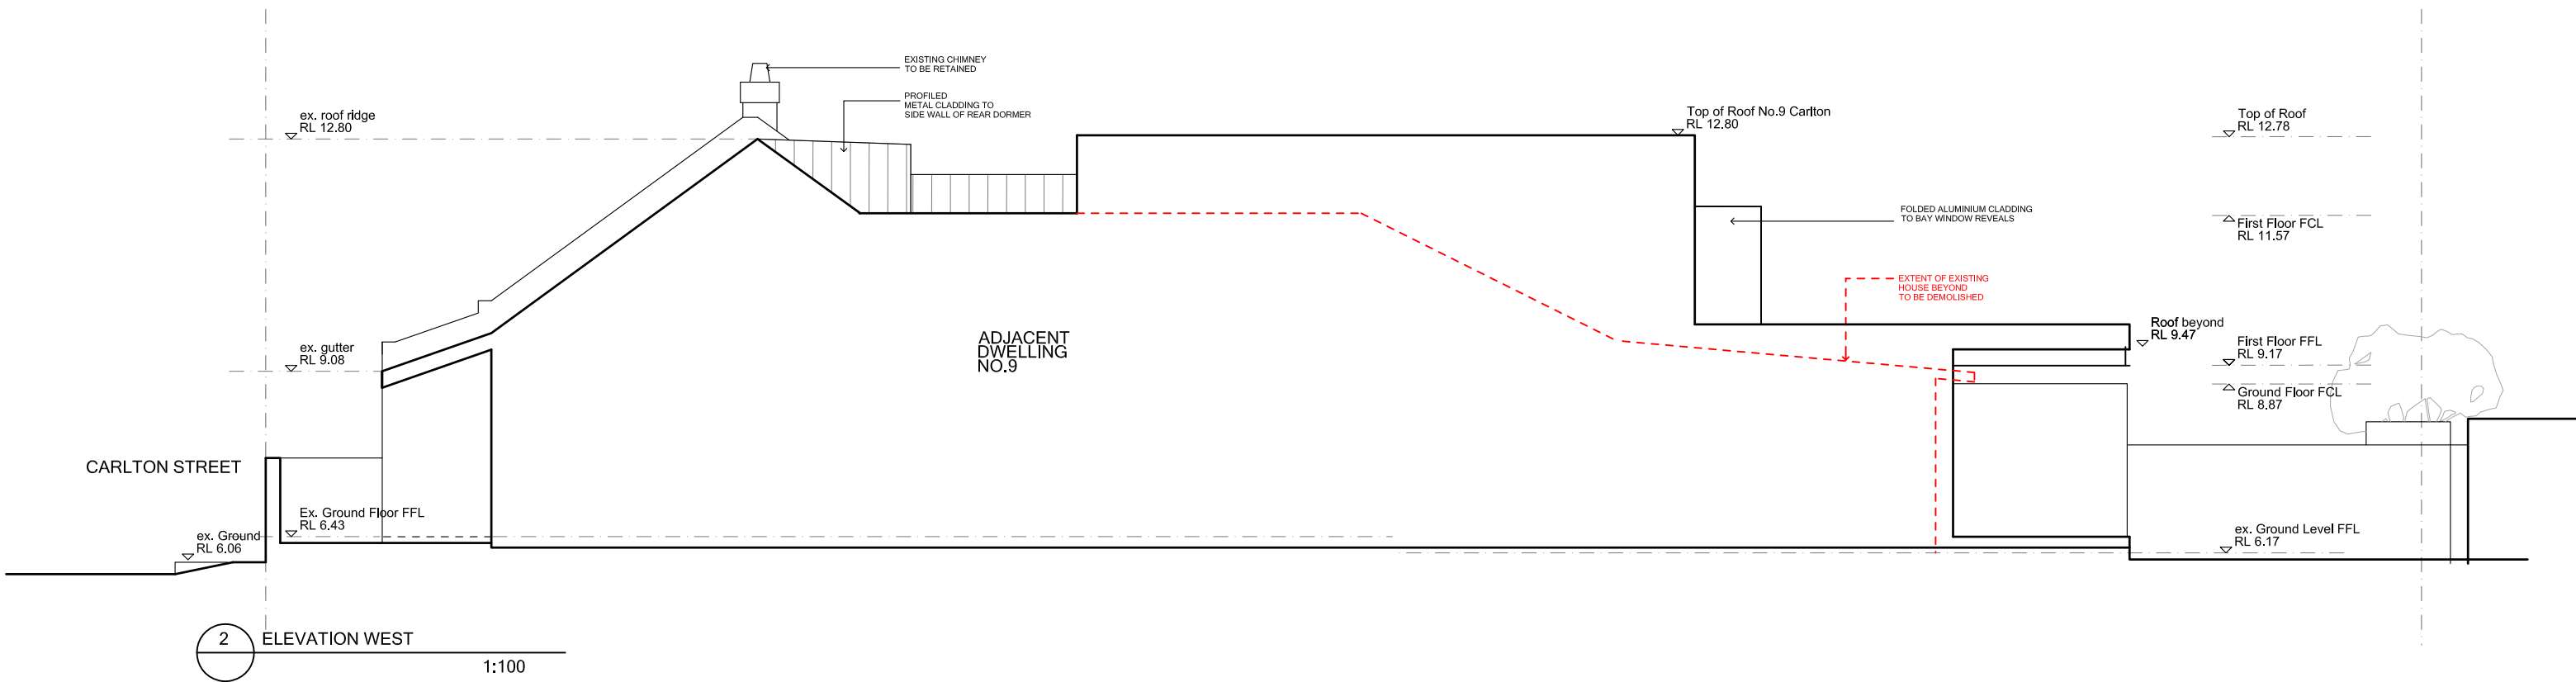 EXISTING CHIMNEY
TO BE RETAINED
PROFILED
METAL CLADDING TO
SIDE WALL OF REAR DORMER
ex. roof ridge
RL 12.80
Top of Roof No.9 Carlton
RL 12.80
Top of Roof
RL 12.78
FOLDED ALUMINIUM CLADDING
TO BAY WINDOW REVEALS
First Floor FCL
RL 11.57
EXTENT OF EXISTING
HOUSE BEYOND
TO BE DEMOLISHED
ADJACENT
DWELLING
NO.9
ex. gutter
RL 9.08
Roof beyond
RL 9.47
First Floor FFL
RL 9.17
Ground Floor FCL
RL 8.87
CARLTON STREET
Ex. Ground Floor FFL
RL 6.43
ex. Ground
RL 6.06
ex. Ground Level FFL
RL 6.17
2 ELEVATION WEST
1:100